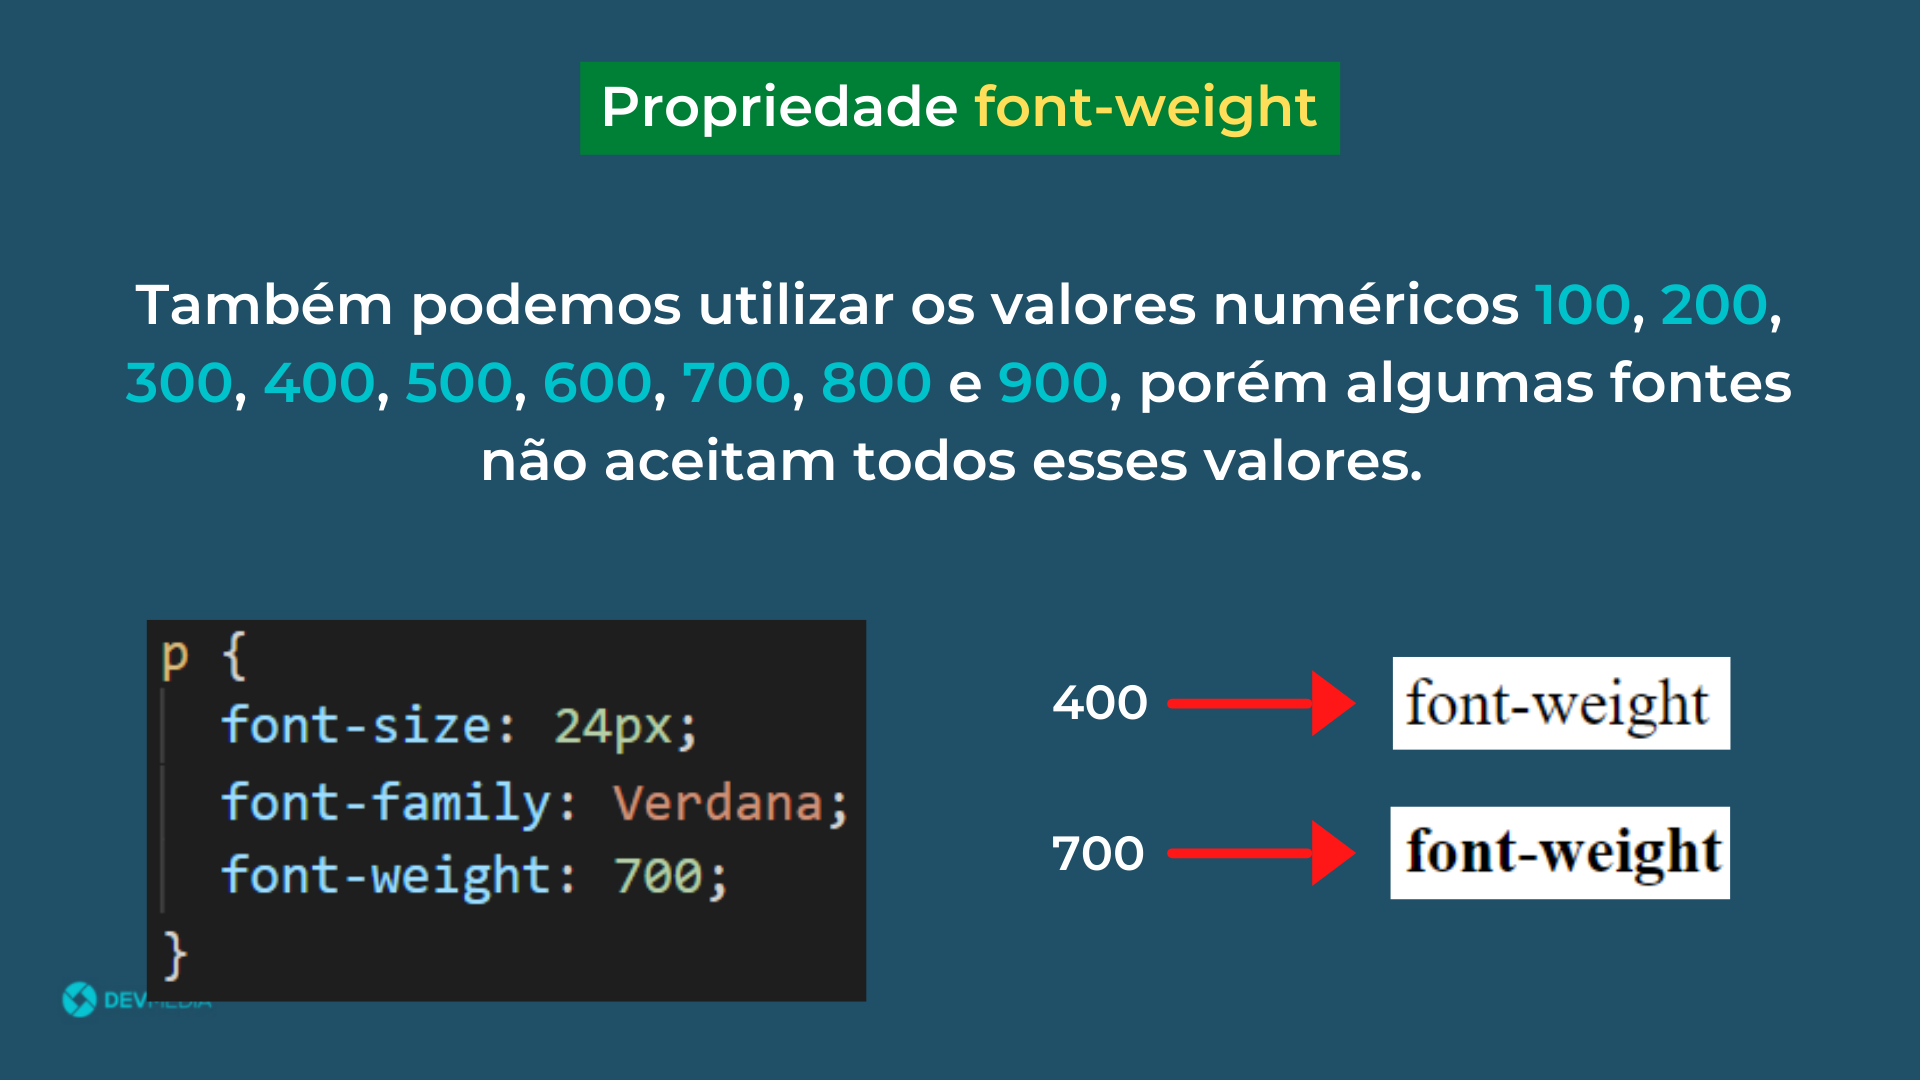 Propriedade font-weight
Também podemos utilizar os valores numéricos 100, 200,
300, 400, 500, 600, 700, 800 e 900, porém algumas fontes
não aceitam todos esses valores.
p {
font-size: 24px;
font-family: Verdana;
font-weight: 700;
}
400
font-weight
700
font-weight
DEVMEDIA